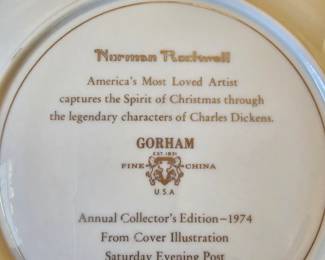 Norman Rockwell
America's Most Loved Artist
captures the Spirit of Christmas through
the legendary characters of Charles Dickens.
GORHAM
EST. 1831
FINE CHINA
U.S.A
Annual Collector's Edition-1974
From Cover Illustration
Saturday Evening Post